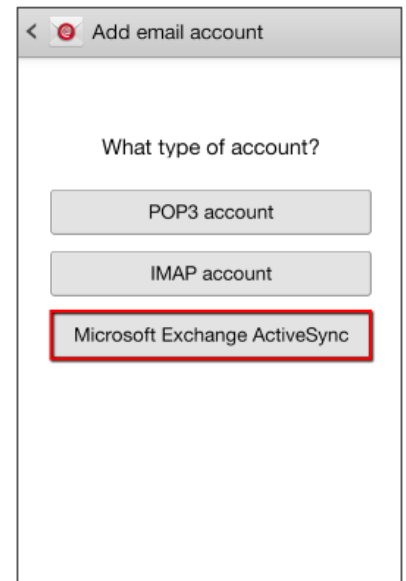 Add email account
What type of account?
POP3 account
IMAP account
Microsoft Exchange ActiveSync